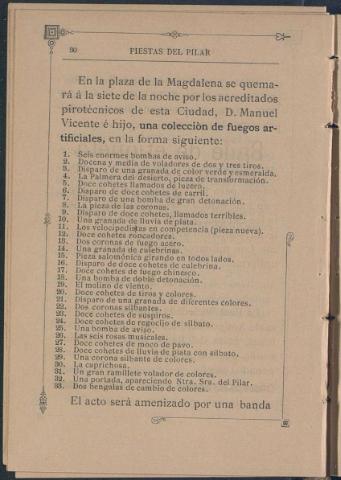 80 FIESTAS DEL PILAR
En la plaza de la Magdalena se quema-
rá á la siete de la noche por los acreditados
pirotécnicos de esta Ciudad, D. Manuel
Vicente é hijo, una colección de fuegos ar-
tificiales, en la forma siguiente:
1. Seis enormes bombas de aviso.
2. Docena y media de voladores de dos y tres tiros.
3. Disparo de una granada de color verde y esmeralda.
4. La Palmera del desierto, pieza de transformación.
5. Doce cohetes llamados de lucero.
6. Disparo de doce cohetes de carril.
7. Disparo de una bomba de gran detonación.
8. La pieza de las coronas.
9. Disparo de doce cohetes, llamados terribles.
10. Una granada de lluvia de plata.
11. Los velocipedistas en competencia (pieza nueva).
12. Doce cohetes roncadores.
13. Dos coronas de fuego acero.
14. Una granada de culebrinas.
15. Pieza salomónica girando en todos lados.
16. Disparo de doce cohetes de culebrina.
17. Doce cohetes de fuego chinesco.
18. Una bomba de doble detonación.
19. El molino de viento.
20. Doce cohetes de tiros y colores.
21. Disparo de una granada de diferentes colores.
22. Dos coronas silbantes.
23. Doce cohetes de suspiros.
24. Doce cohetes de regocijo de silbato.
25. Una bomba de aviso.
26. Las seis rosas musicales.
27. Doce cohetes de moco de pavo.
28. Doce cohetes de lluvia de plata con silbato.
29. Una corona silbante de colores.
30. La caprichosa.
31. Un gran ramillete volador de colores.
32. Una portada, apareciendo Ntra. Sra. del Pilar.
33. Dos bengalas de cambio de colores.
El acto será amenizado por una banda